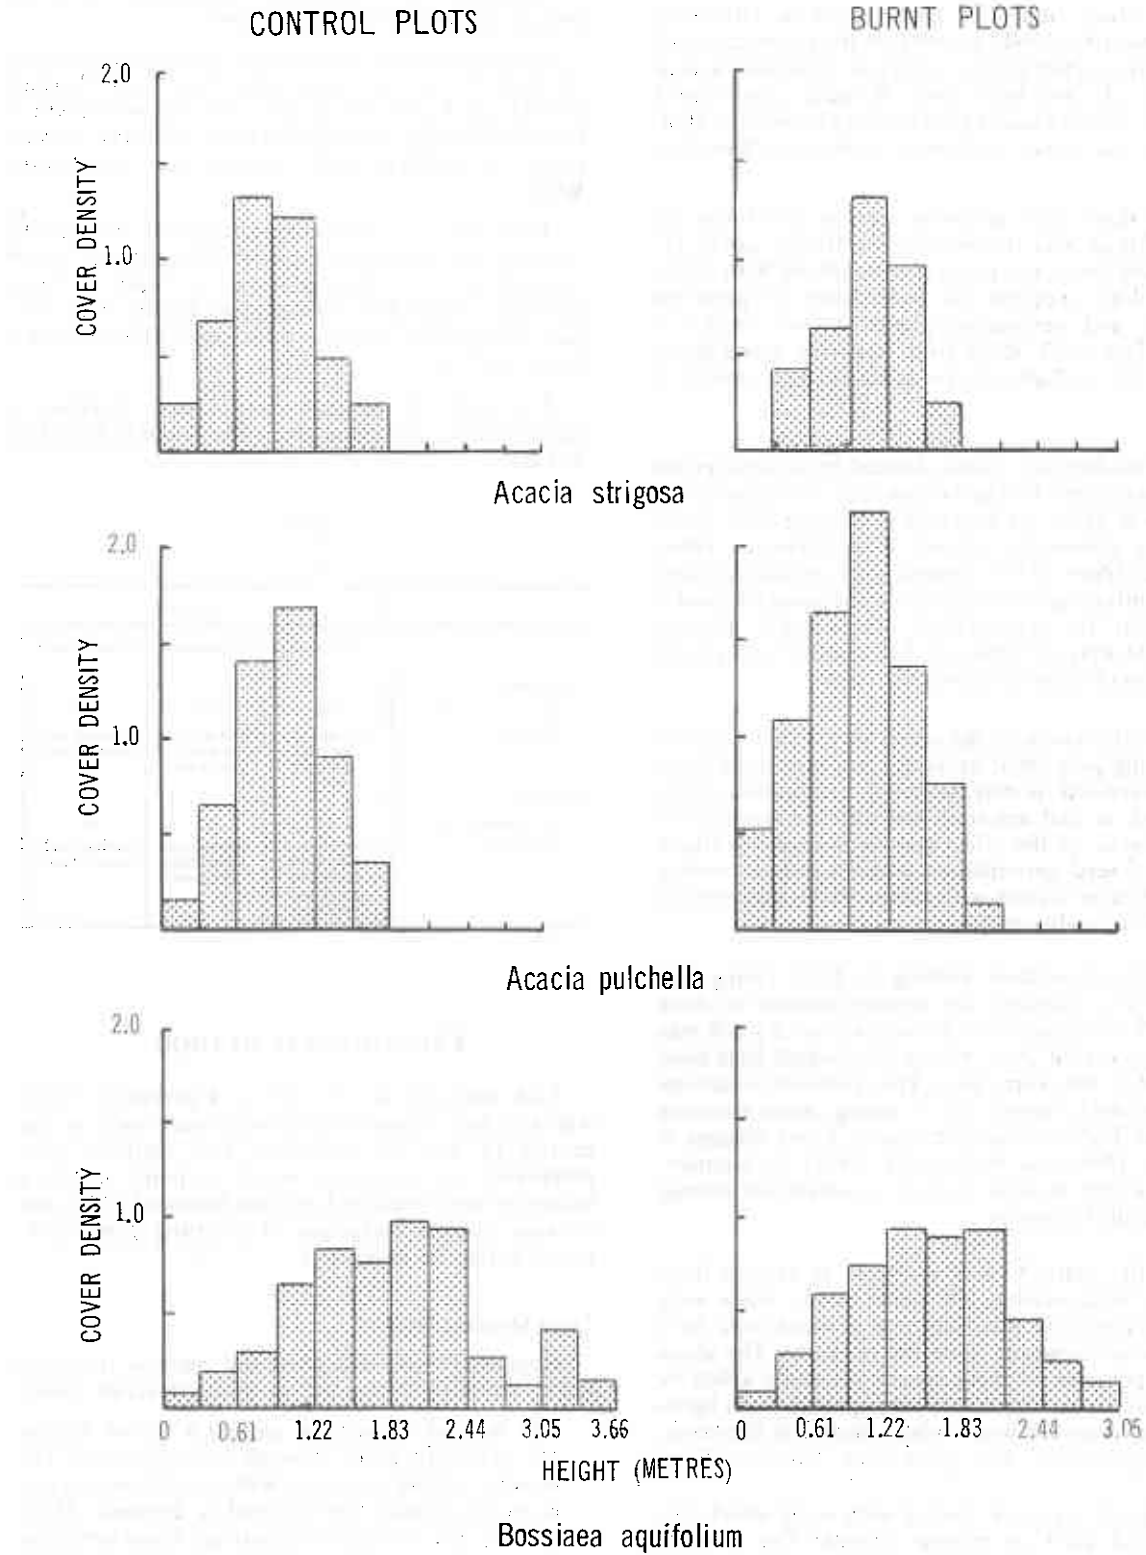 CONTROL PLOTS
BURNT PLOTS
2.0
1.0
COVER DENSITY
Acacia strigosa
2.0
1.0
COVER DENSITY
Acacia pulchella
2.0
1.0
COVER DENSITY
0 0.61 1.22 1.83 2.44 3.05 3.66
0 0.61 1.22 1.83 2.44 3.06
HEIGHT (METRES)
Bossiaea aquifolium